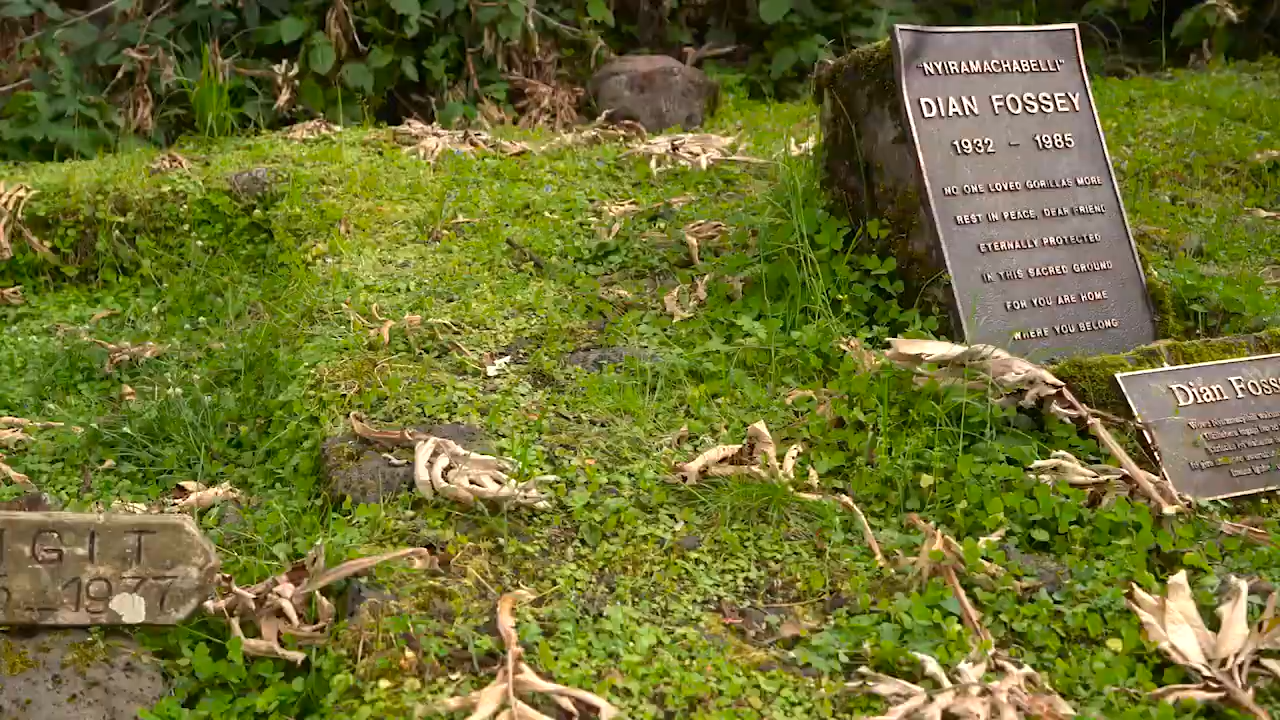 "NYIRAMACHABELLI"
DIAN FOSSEY
1932 - 1985
NO ONE LOVED GORILLAS MORE
REST IN PEACE, DEAR FRIEND
ETERNALLY PROTECTED
IN THIS SACRED GROUND
FOR YOU ARE HOME
WHERE YOU BELONG
Dian Foss
IGIT
_ 1977